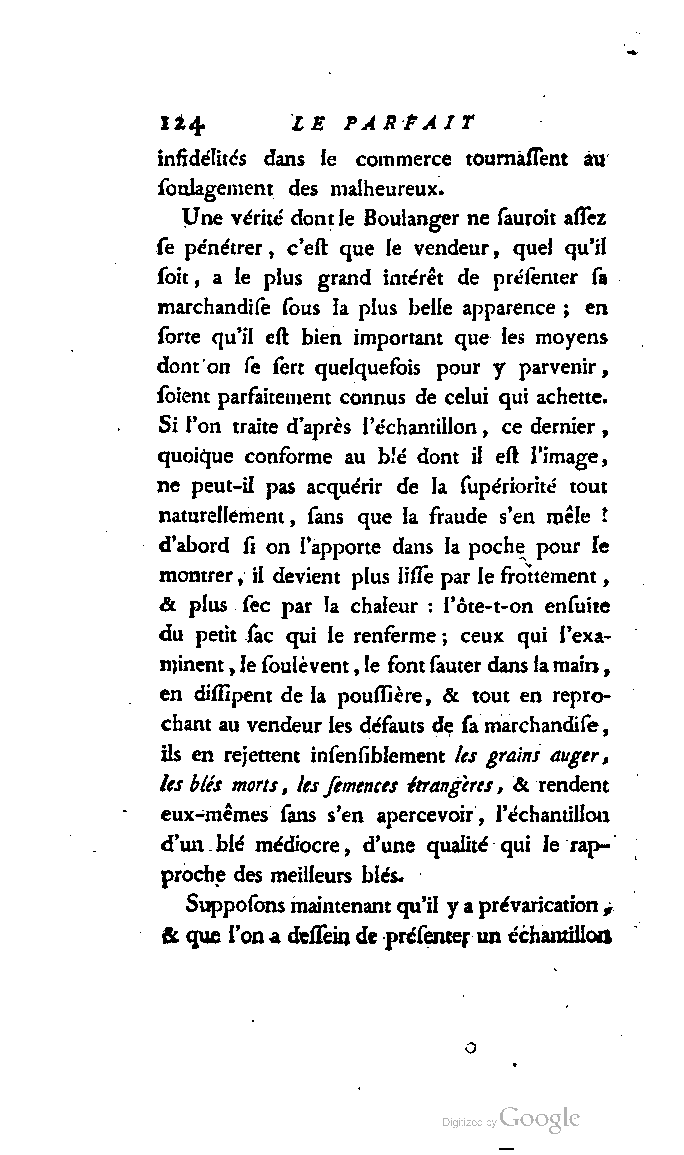 124 LE PARFAIT
infidélités dans le commerce tournaſſent au
ſoulagement des malheureux.
Une vérité dont le Boulanger ne ſauroit aſſez
ſe pénétrer, c'eſt que le vendeur, quel qu'il
ſoit, a le plus grand intérêt de préſenter ſa
marchandiſe ſous la plus belle apparence ; en
ſorte qu'il eſt bien important que les moyens
dont on ſe ſert quelquefois pour y parvenir,
ſoient parfaitement connus de celui qui achette.
Si l'on traite d'après l'échantillon, ce dernier,
quoique conforme au blé dont il eſt l'image,
ne peut-il pas acquérir de la ſupériorité tout
naturellement, ſans que la fraude s'en mêle !
d'abord ſi on l'apporte dans la poche pour le
montrer, il devient plus liſſe par le frottement,
& plus ſec par la chaleur : l'ôte-t-on enſuite
du petit ſac qui le renferme ; ceux qui l'exa-
minent, le ſoulèvent, le font ſauter dans la main,
en diſſipent de la pouſſière, & tout en repro-
chant au vendeur les défauts de ſa marchandiſe,
ils en rejettent inſenſiblement les grains auger,
les blés morts, les ſemences étrangères, & rendent
eux-mêmes ſans s'en apercevoir, l'échantillon
d'un blé médiocre, d'une qualité qui le rap-
proche des meilleurs blés.
Suppoſons maintenant qu'il y a prévarication,
& que l'on a deſſein de préſenter un échantillon
Digitized by Google